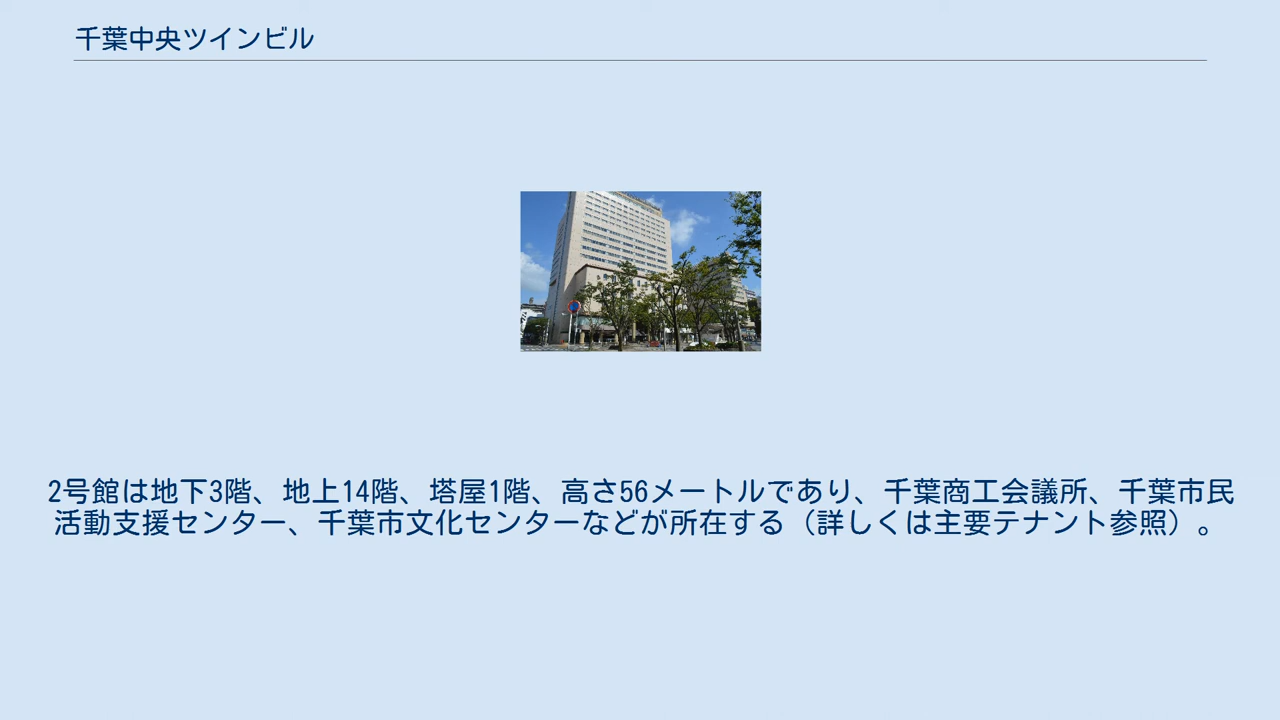 千葉中央ツインビル
2号館は地下3階、地上14階、塔屋1階、高さ56メートルであり、千葉商工会議所、千葉市民
活動支援センター、千葉市文化センターなどが所在する（詳しくは主要テナント参照）。